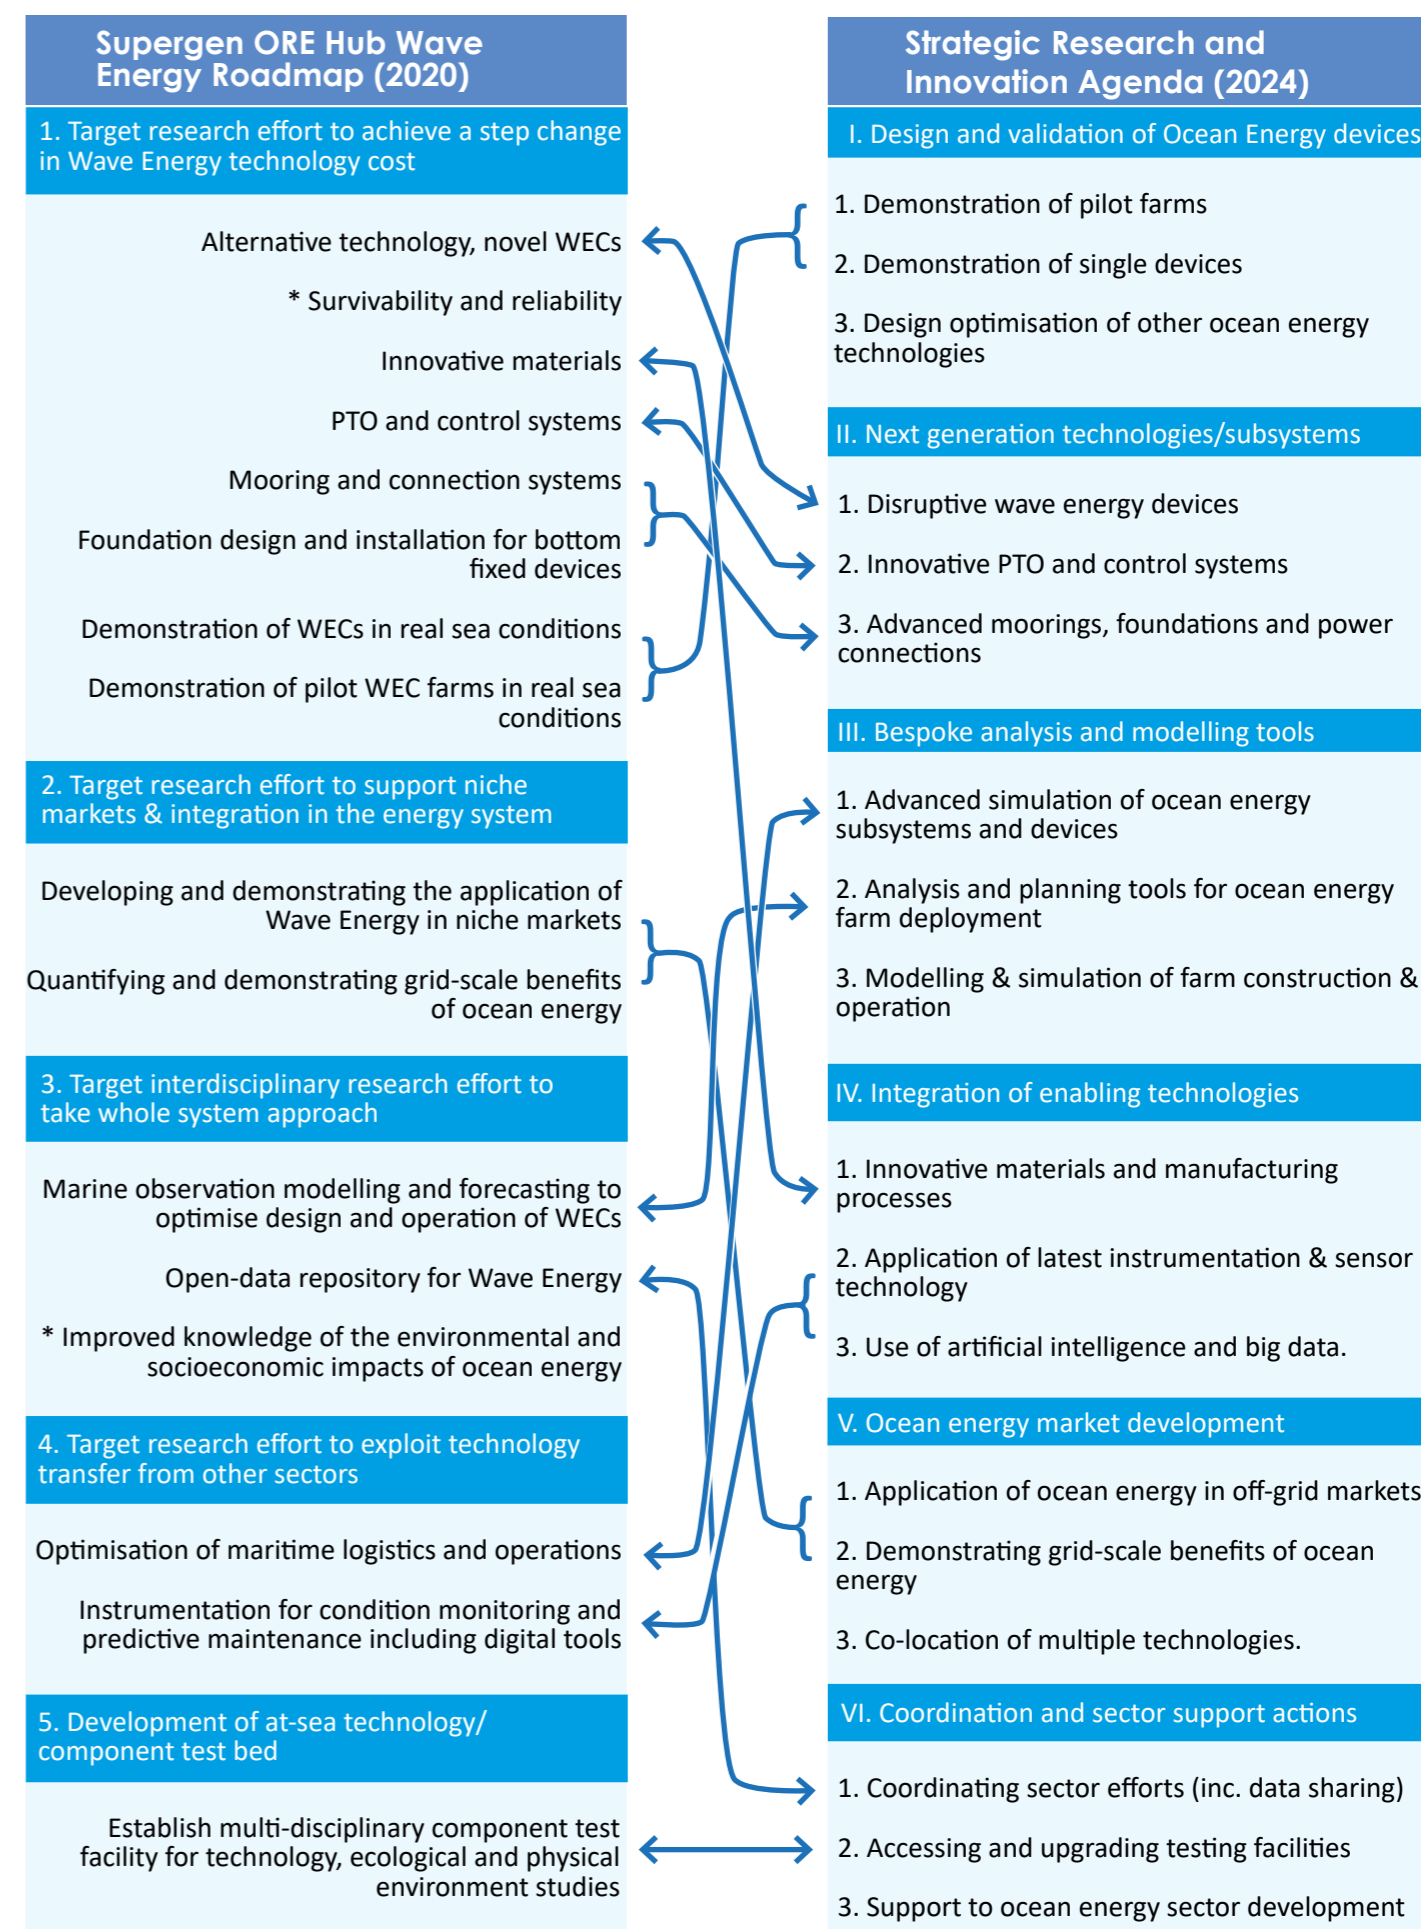 Supergen ORE Hub Wave
Energy Roadmap (2020)
1. Target research effort to achieve a step change
in Wave Energy technology cost
Alternative technology, novel WECs
* Survivability and reliability
Innovative materials
PTO and control systems
Mooring and connection systems
Foundation design and installation for bottom
fixed devices
Demonstration of WECs in real sea conditions
Demonstration of pilot WEC farms in real sea
conditions
2. Target research effort to support niche
markets & integration in the energy system
Developing and demonstrating the application of
Wave Energy in niche markets
Quantifying and demonstrating grid-scale benefits
of ocean energy
3. Target interdisciplinary research effort to
take whole system approach
Marine observation modelling and forecasting to
optimise design and operation of WECs
Open-data repository for Wave Energy
* Improved knowledge of the environmental and
socioeconomic impacts of ocean energy
4. Target research effort to exploit technology
transfer from other sectors
Optimisation of maritime logistics and operations
Instrumentation for condition monitoring and
predictive maintenance including digital tools
5. Development of at-sea technology/
component test bed
Establish multi-disciplinary component test
facility for technology, ecological and physical
environment studies
Strategic Research and
Innovation Agenda (2024)
I. Design and validation of Ocean Energy devices
1. Demonstration of pilot farms
2. Demonstration of single devices
3. Design optimisation of other ocean energy
technologies
II. Next generation technologies/subsystems
1. Disruptive wave energy devices
2. Innovative PTO and control systems
3. Advanced moorings, foundations and power
connections
III. Bespoke analysis and modelling tools
1. Advanced simulation of ocean energy
subsystems and devices
2. Analysis and planning tools for ocean energy
farm deployment
3. Modelling & simulation of farm construction &
operation
IV. Integration of enabling technologies
1. Innovative materials and manufacturing
processes
2. Application of latest instrumentation & sensor
technology
3. Use of artificial intelligence and big data.
V. Ocean energy market development
1. Application of ocean energy in off-grid markets
2. Demonstrating grid-scale benefits of ocean
energy
3. Co-location of multiple technologies.
VI. Coordination and sector support actions
1. Coordinating sector efforts (inc. data sharing)
2. Accessing and upgrading testing facilities
3. Support to ocean energy sector development